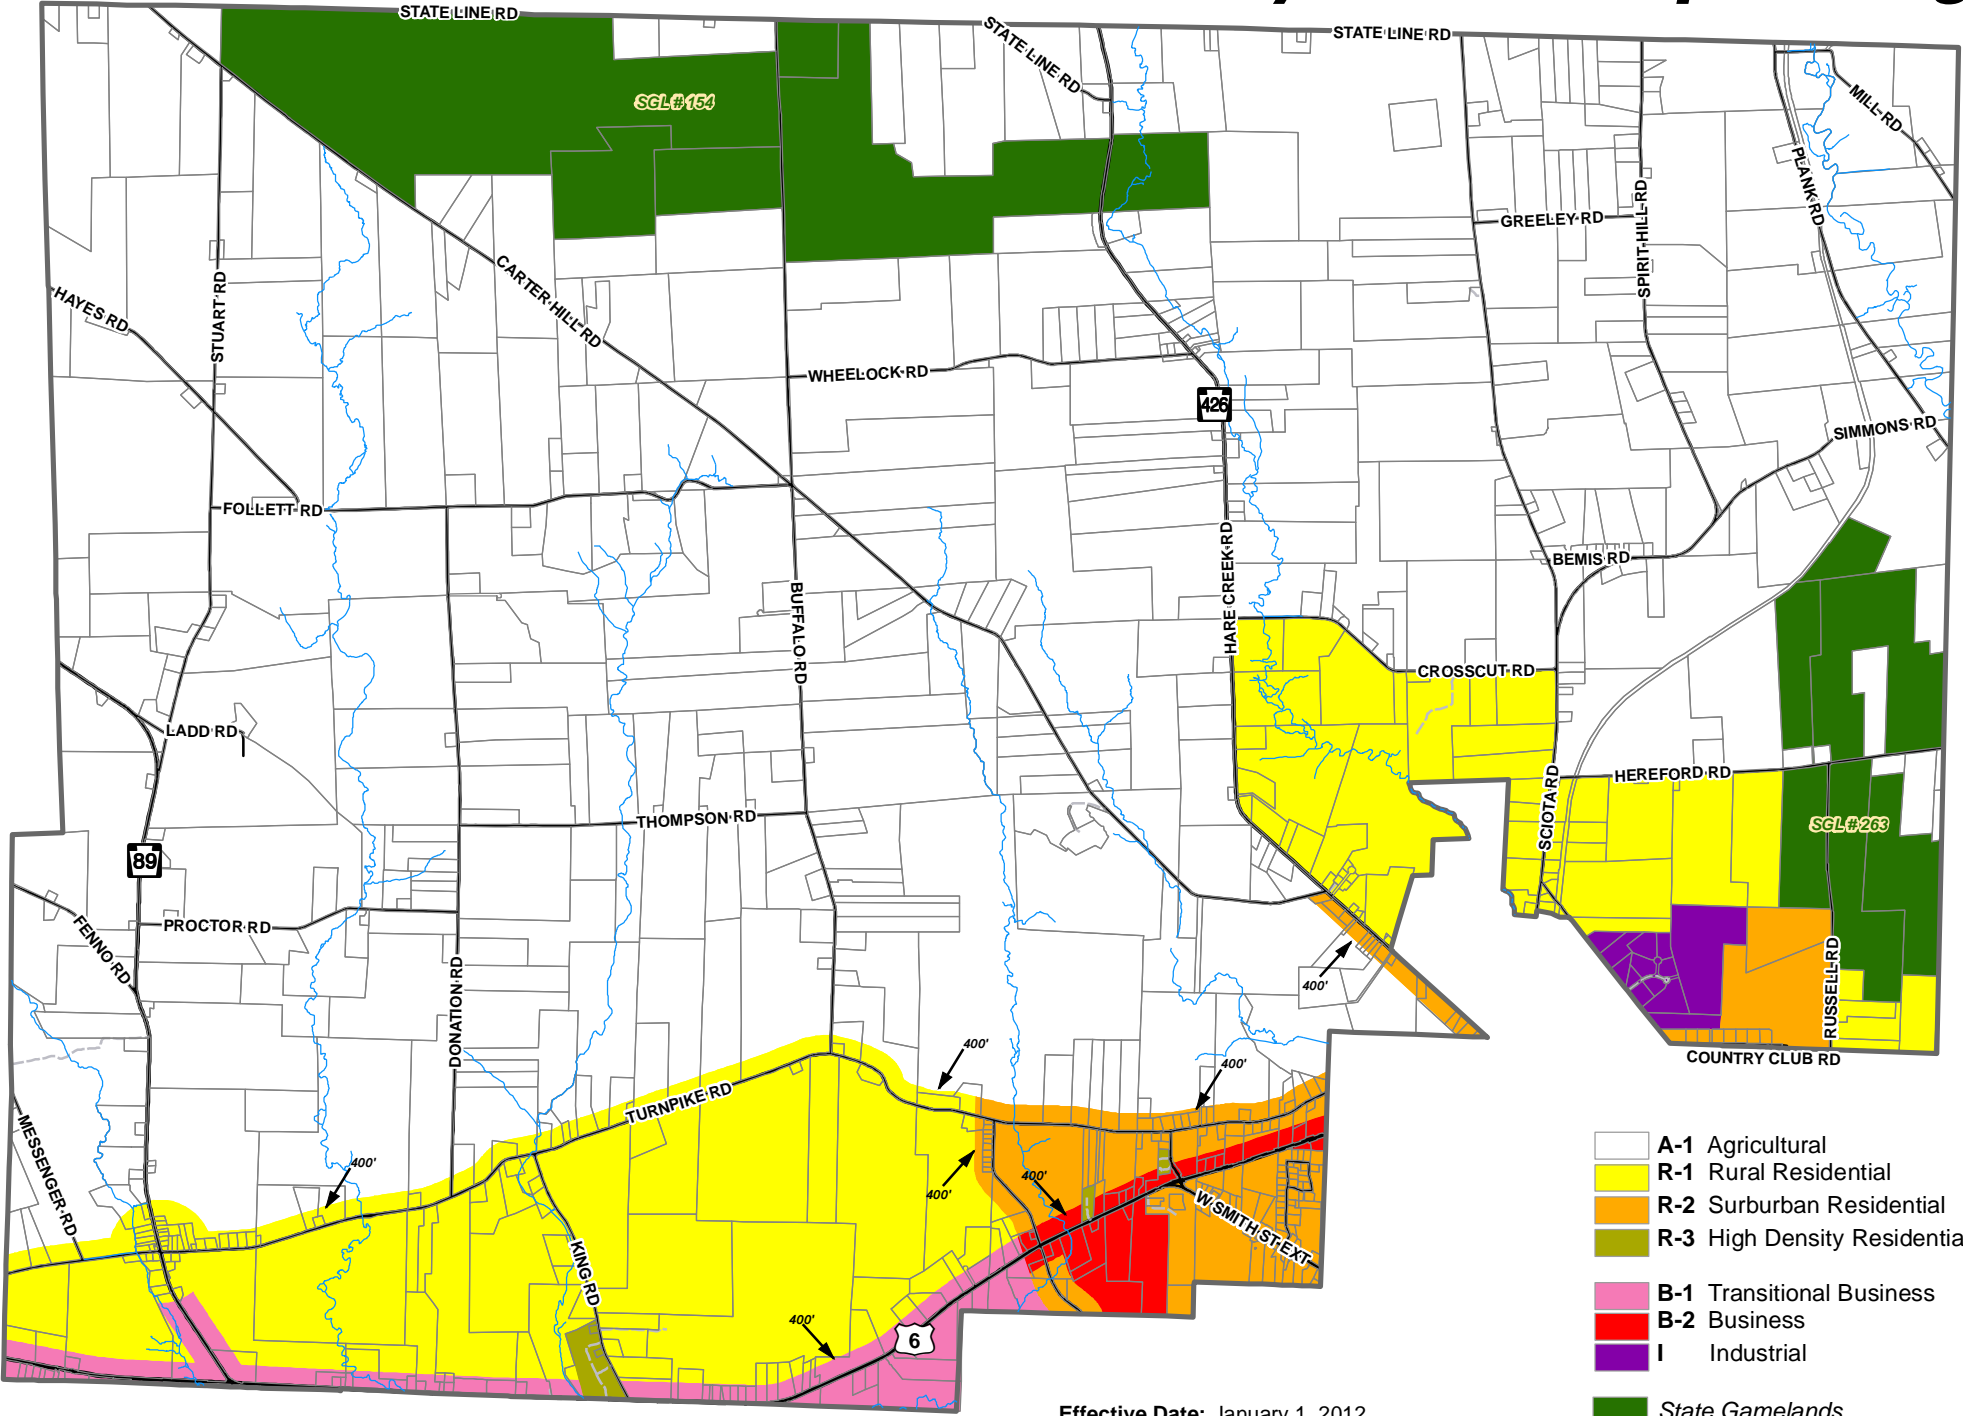 STATE LINE RD
STATE LINE RD
STATE LINE RD
SGL # 154
MILL RD
PLANK RD
GREELEY RD
SPIRIT HILL RD
STUART RD
HAYES RD
CARTER HILL RD
WHEELOCK RD
426
SIMMONS RD
FOLLETT RD
BEMIS RD
HARE CREEK RD
BUFFALO RD
CROSSCUT RD
LADD RD
HEREFORD RD
SCIOTA RD
THOMPSON RD
SGL # 263
89
PROCTOR RD
FENNO RD
DONATION RD
RUSSELL RD
400'
COUNTRY CLUB RD
400'
400'
TURNPIKE RD
MESSENGER RD
400'
400'
400'
W SMITH ST EXT
KING RD
400'
6
A-1 Agricultural
R-1 Rural Residential
R-2 Surburban Residential
R-3 High Density Residentia
B-1 Transitional Business
B-2 Business
I Industrial
State Gamelands
Effective Date: January 1, 2012